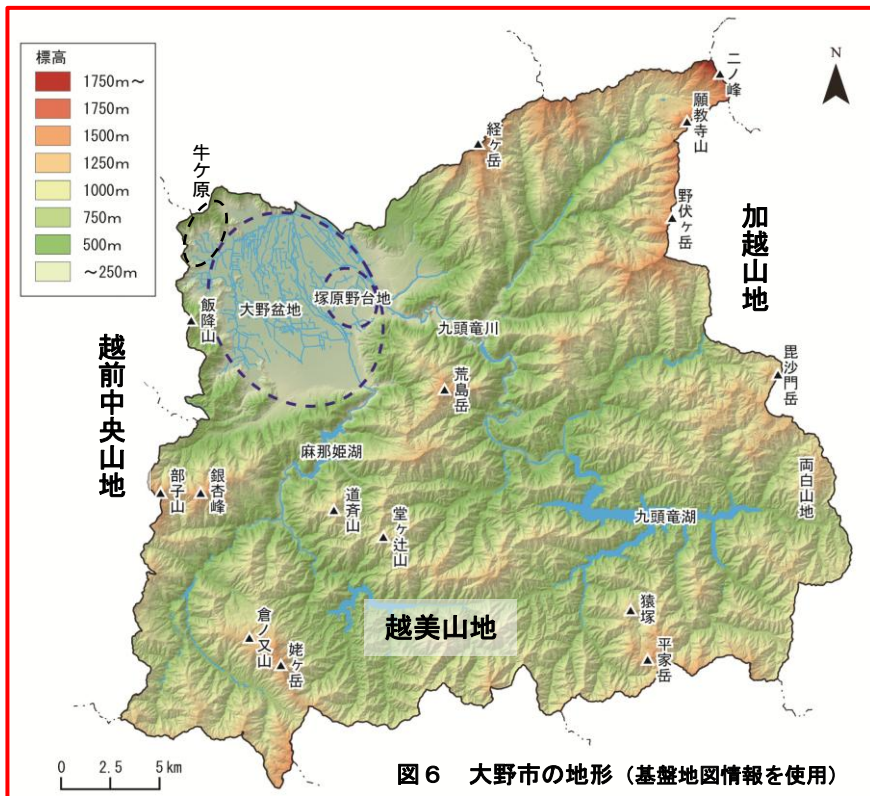 標高
1750m～
1750m
1500m
1250m
1000m
750m
500m
～250m
N
二ノ峰
願教寺山
経ヶ岳
野伏ヶ岳
加越山地
牛ケ原
大野盆地
塚原野台地
飯降山
九頭竜川
越前中央山地
荒島岳
毘沙門岳
麻那姫湖
部子山
銀杏峰
道斉山
堂ヶ辻山
九頭竜湖
両白山地
越美山地
猿塚
平家岳
倉ノ又山
姥ヶ岳
0 2.5 5km
図６ 大野市の地形（基盤地図情報を使用）